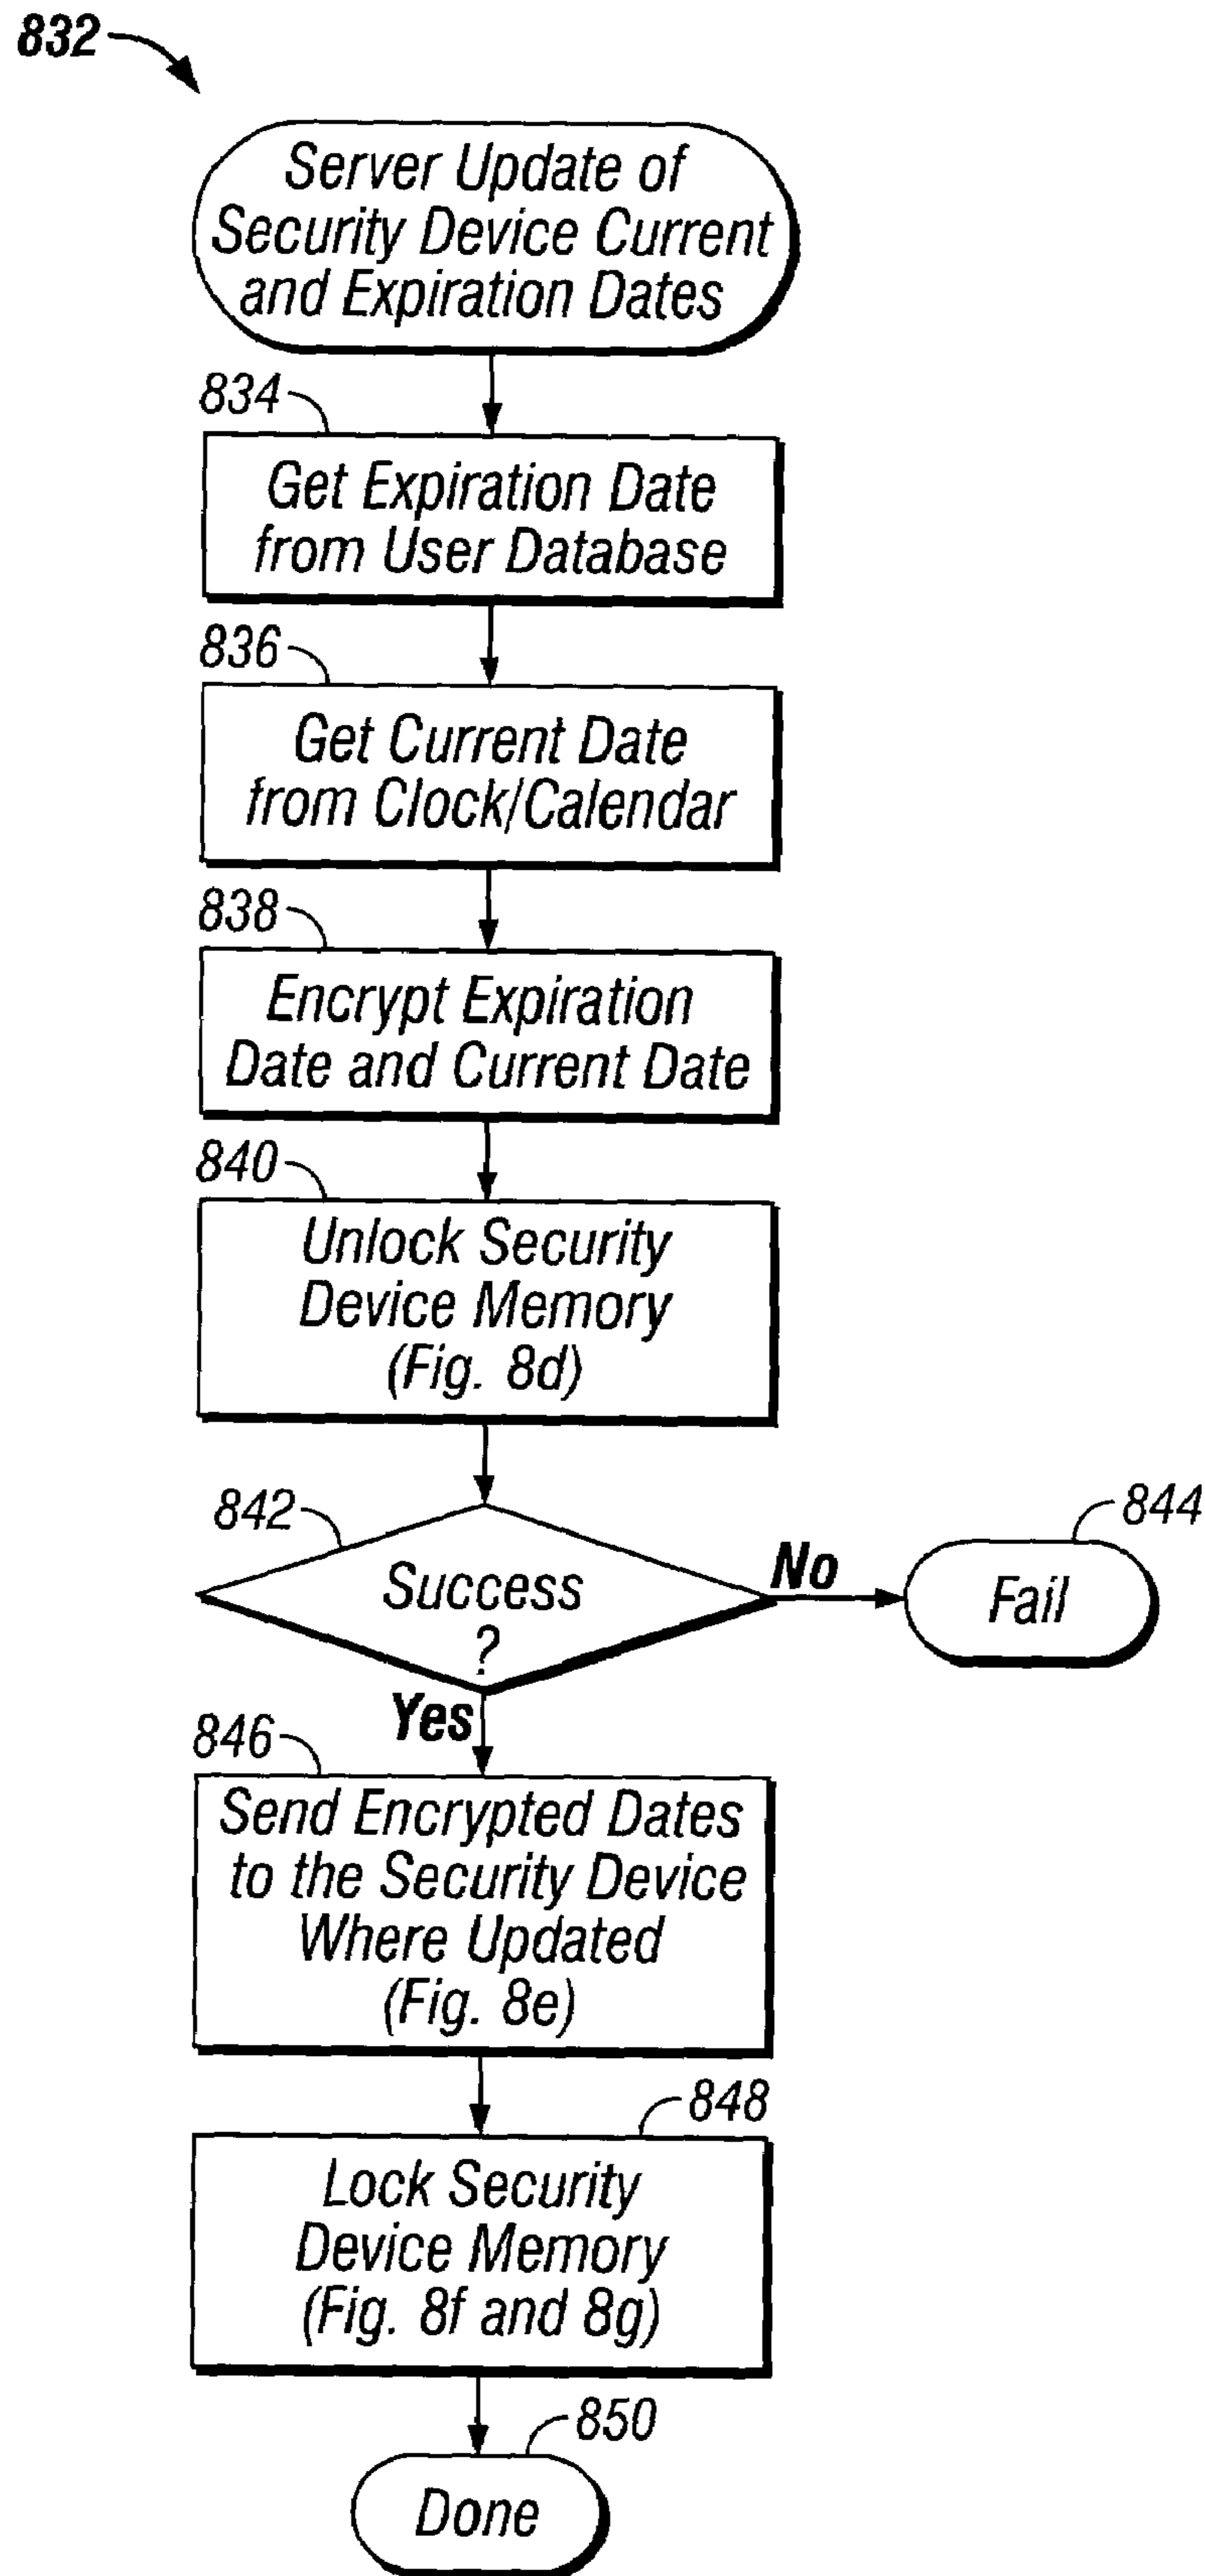 832
Server Update of
Security Device Current
and Expiration Dates
834
Get Expiration Date
from User Database
836
Get Current Date
from Clock/Calendar
838
Encrypt Expiration
Date and Current Date
840
Unlock Security
Device Memory
(Fig. 8d)
842
Success
?
No
844
Fail
Yes
846
Send Encrypted Dates
to the Security Device
Where Updated
(Fig. 8e)
848
Lock Security
Device Memory
(Fig. 8f and 8g)
850
Done